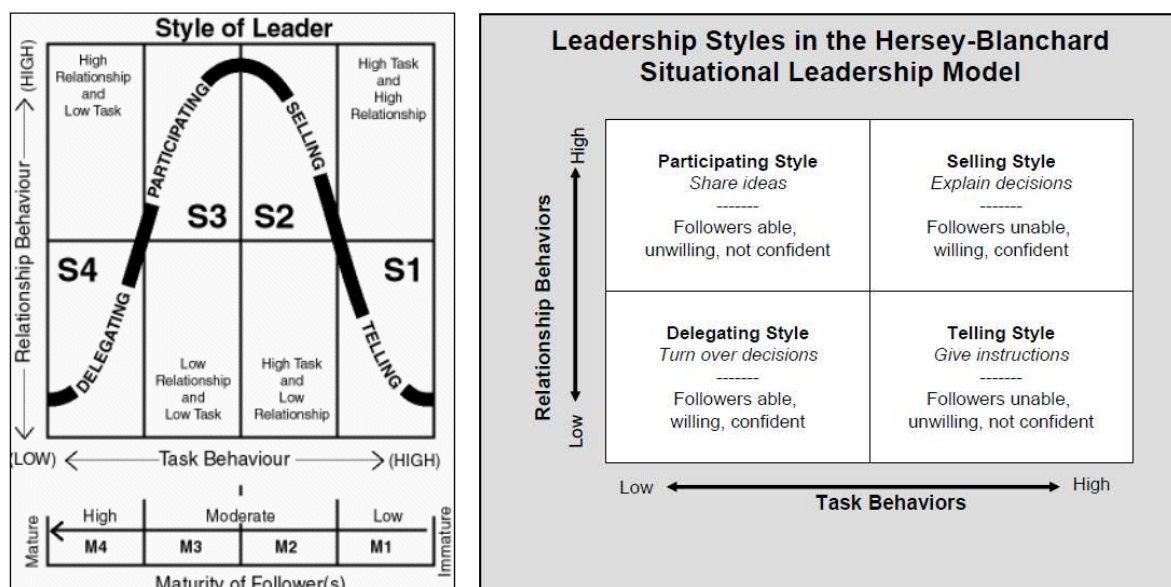 Style of Leader
(HIGH)
Relationship Behaviour
High
Relationship
and
Low Task
High Task
and
High
Relationship
PARTICIPATING
SELLING
S3
S2
S4
S1
DELEGATING
TELLING
Low
Relationship
and
Low Task
High Task
and
Low
Relationship
(LOW)
Task Behaviour
(HIGH)
Mature
High
Moderate
Low
Immature
M4
M3
M2
M1
Maturity of Follower(s)
Leadership Styles in the Hersey-Blanchard
Situational Leadership Model
Relationship Behaviors
High
Low
Participating Style
Share ideas
-------
Followers able,
unwilling, not confident
Selling Style
Explain decisions
-------
Followers unable,
willing, confident
Delegating Style
Turn over decisions
-------
Followers able,
willing, confident
Telling Style
Give instructions
-------
Followers unable,
unwilling, not confident
Low
High
Task Behaviors